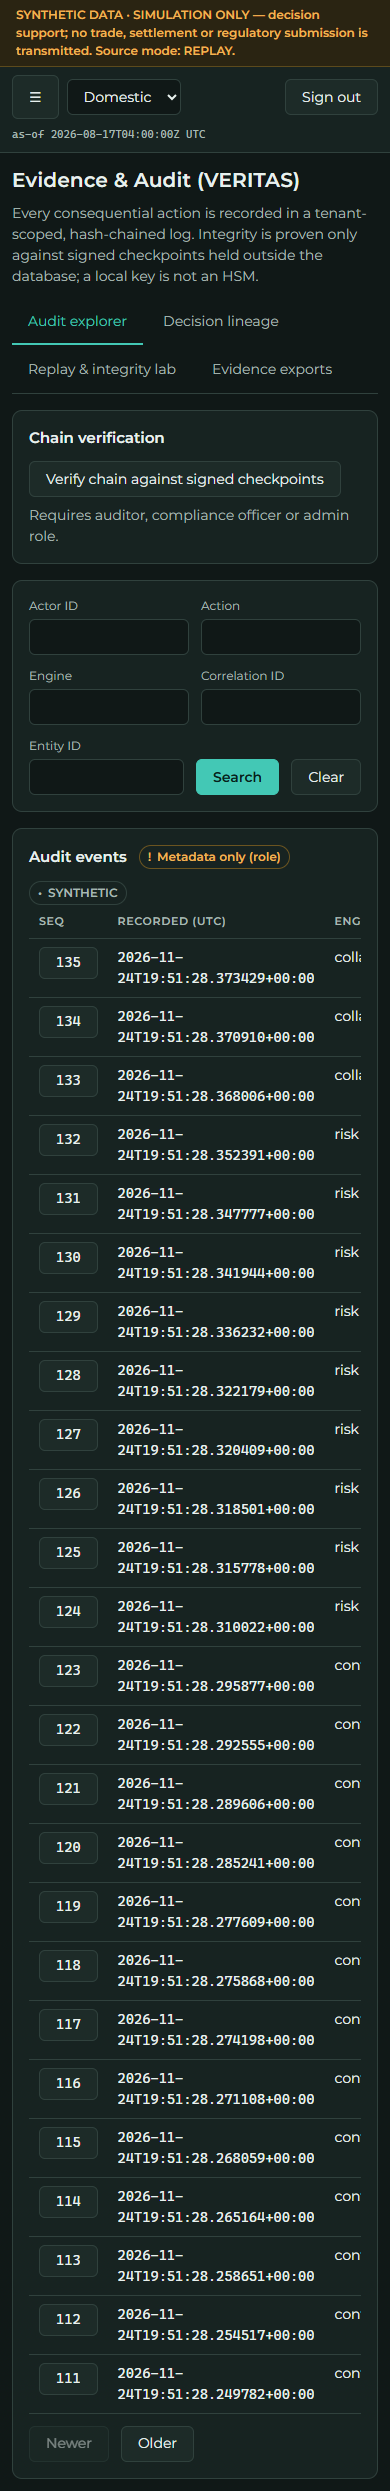 SYNTHETIC DATA · SIMULATION ONLY — decision
support; no trade, settlement or regulatory submission is
transmitted. Source mode: REPLAY.
☰ Domestic Sign out
as-of 2026-08-17T04:00:00Z UTC
Evidence & Audit (VERITAS)
Every consequential action is recorded in a tenant-
scoped, hash-chained log. Integrity is proven only
against signed checkpoints held outside the
database; a local key is not an HSM.
Audit explorer Decision lineage
Replay & integrity lab Evidence exports
Chain verification
Verify chain against signed checkpoints
Requires auditor, compliance officer or admin
role.
Actor ID Action
Engine Correlation ID
Entity ID
Search Clear
Audit events ! Metadata only (role)
• SYNTHETIC
SEQ RECORDED (UTC) ENG
135 2026-11- colla
24T19:51:28.373429+00:00
134 2026-11- colla
24T19:51:28.370910+00:00
133 2026-11- colla
24T19:51:28.368006+00:00
132 2026-11- risk
24T19:51:28.352391+00:00
131 2026-11- risk
24T19:51:28.347777+00:00
130 2026-11- risk
24T19:51:28.341944+00:00
129 2026-11- risk
24T19:51:28.336232+00:00
128 2026-11- risk
24T19:51:28.322179+00:00
127 2026-11- risk
24T19:51:28.320409+00:00
126 2026-11- risk
24T19:51:28.318501+00:00
125 2026-11- risk
24T19:51:28.315778+00:00
124 2026-11- risk
24T19:51:28.310022+00:00
123 2026-11- con
24T19:51:28.295877+00:00
122 2026-11- con
24T19:51:28.292555+00:00
121 2026-11- con
24T19:51:28.289606+00:00
120 2026-11- con
24T19:51:28.285241+00:00
119 2026-11- con
24T19:51:28.277609+00:00
118 2026-11- con
24T19:51:28.275868+00:00
117 2026-11- con
24T19:51:28.274198+00:00
116 2026-11- con
24T19:51:28.271108+00:00
115 2026-11- con
24T19:51:28.268059+00:00
114 2026-11- con
24T19:51:28.265164+00:00
113 2026-11- con
24T19:51:28.258651+00:00
112 2026-11- con
24T19:51:28.254517+00:00
111 2026-11- con
24T19:51:28.249782+00:00
Newer Older